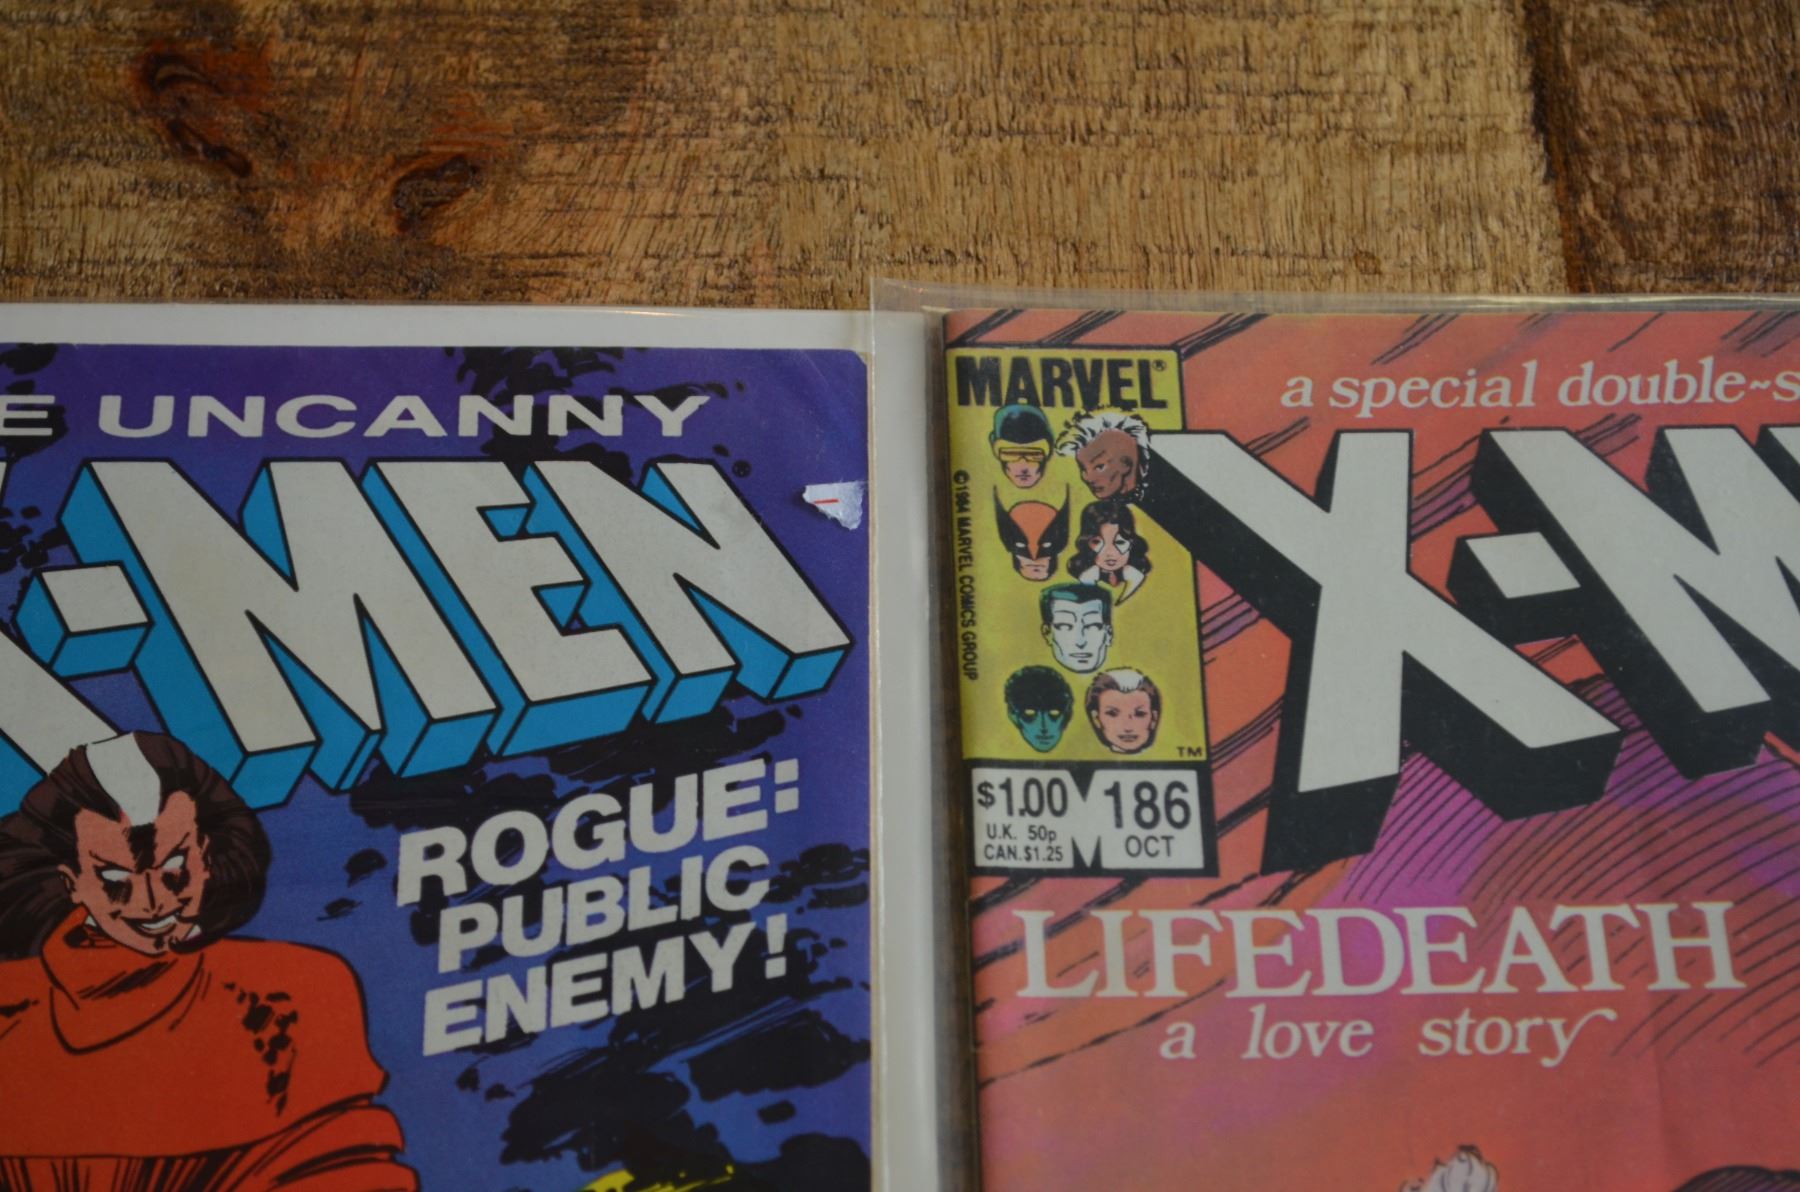 E UNCANNY
X-MEN®
ROGUE:
PUBLIC
ENEMY!
MARVEL®
a special double~s
X-M
©1984 MARVEL COMICS GROUP
TM
$1.00 M 186
U.K. 50p OCT
CAN.$1.25
LIFEDEATH
a love story